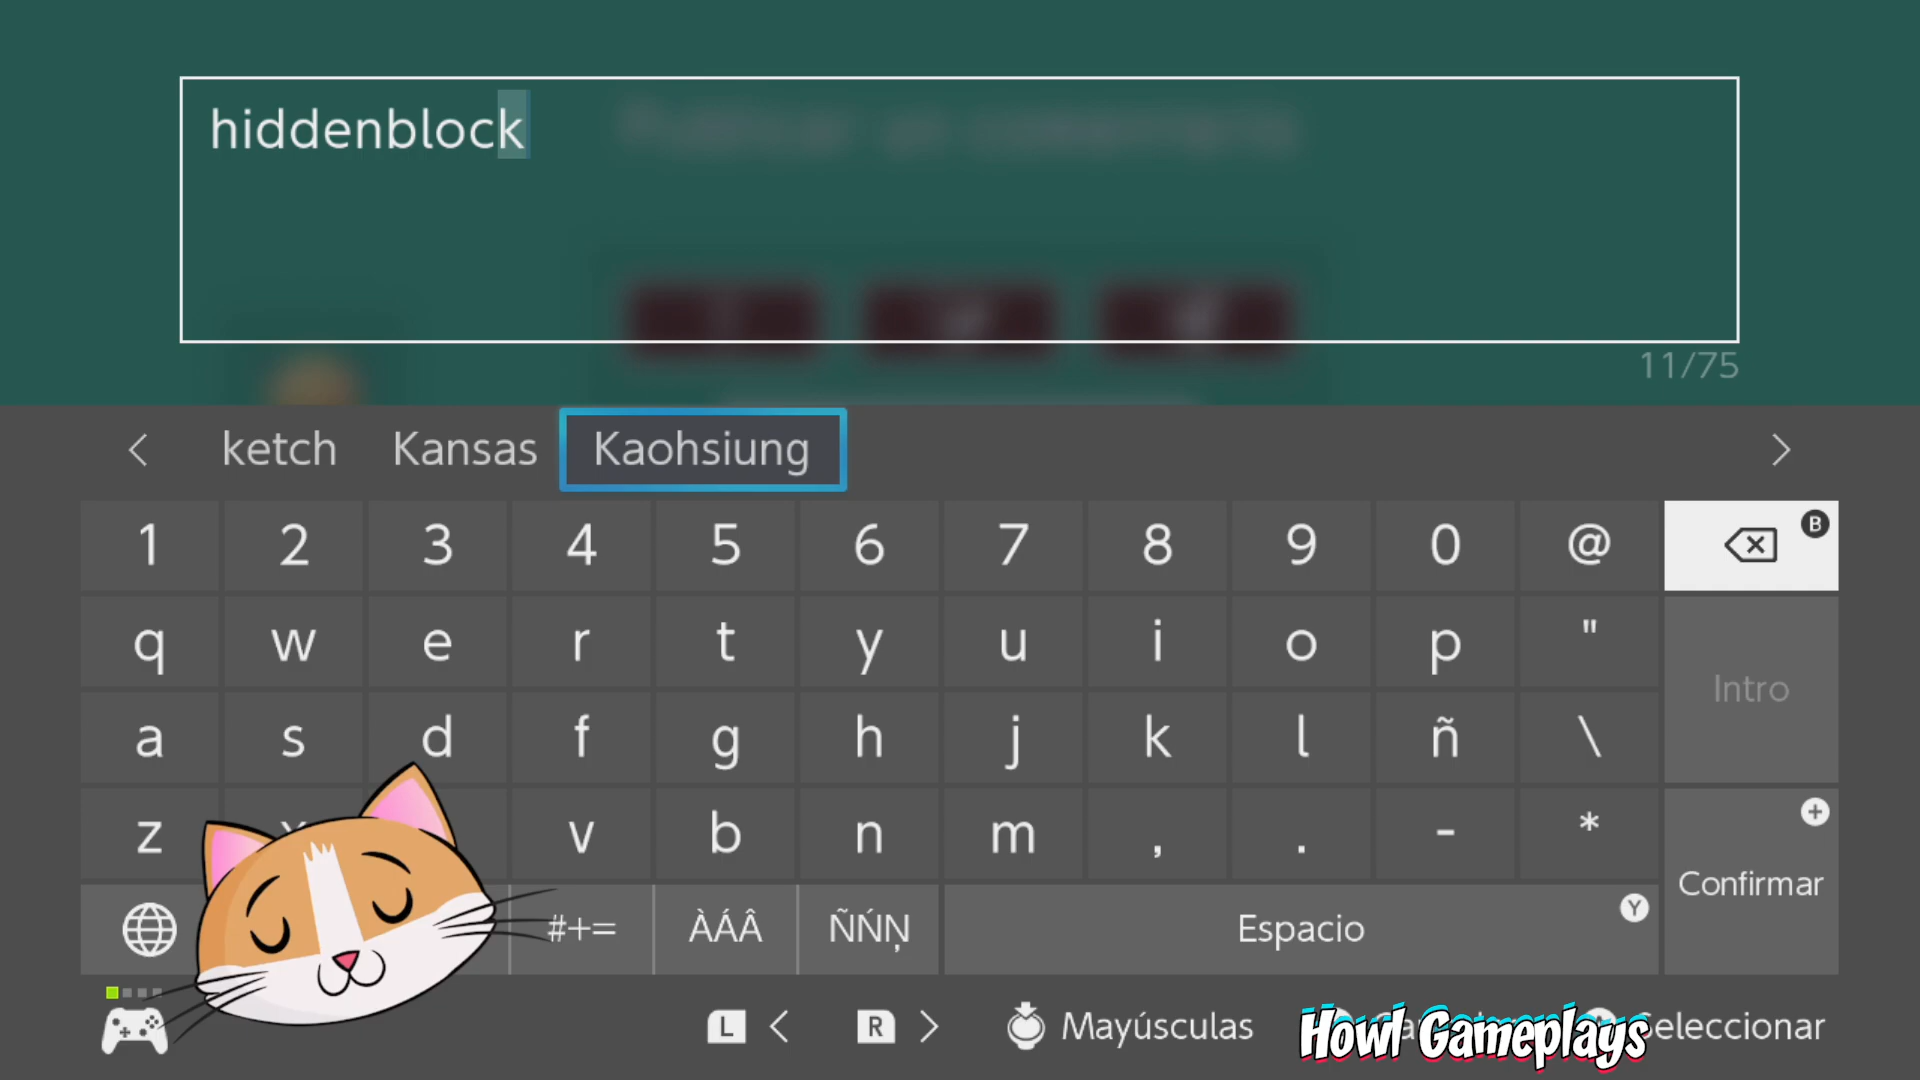 hiddenblock
11/75
ketch Kansas Kaohsiung
1 2 3 4 5 6 7 8 9 0 @ B
q w e r t y u i o p "
Intro
a s d f g h j k l ñ \
z v b n m , . - * +
Confirmar
#+= ÀÁÂ ÑŃŅ Espacio Y
L < R > Mayúsculas Seleccionar
Howl Gameplays